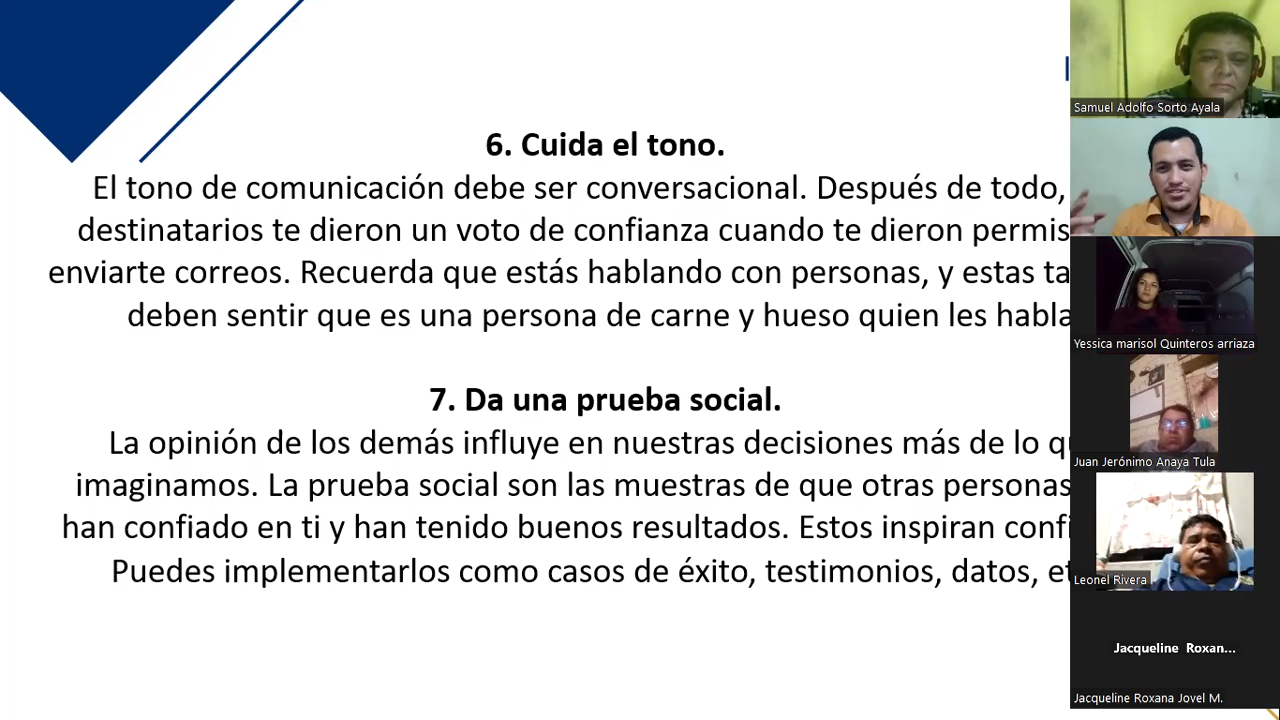 6. Cuida el tono.
El tono de comunicación debe ser conversacional. Después de todo,
destinatarios te dieron un voto de confianza cuando te dieron permis
enviarte correos. Recuerda que estás hablando con personas, y estas ta
deben sentir que es una persona de carne y hueso quien les habla
7. Da una prueba social.
La opinión de los demás influye en nuestras decisiones más de lo qu
imaginamos. La prueba social son las muestras de que otras personas
han confiado en ti y han tenido buenos resultados. Estos inspiran confi
Puedes implementarlos como casos de éxito, testimonios, datos, et
Samuel Adolfo Sorto Ayala
Yessica marisol Quinteros arriaza
Juan Jerónimo Anaya Tula
Leonel Rivera
Jacqueline Roxan...
Jacqueline Roxana Jovel M.